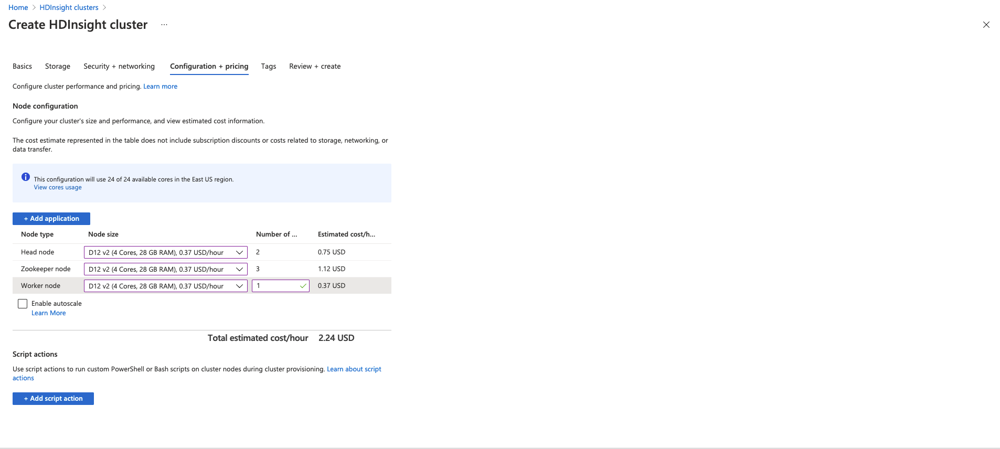 Home > HDInsight clusters >
Create HDInsight cluster ...
Basics Storage Security + networking Configuration + pricing Tags Review + create
Configure cluster performance and pricing. Learn more
Node configuration
Configure your cluster's size and performance, and view estimated cost information.
The cost estimate represented in the table does not include subscription discounts or costs related to storage, networking, or
data transfer.
This configuration will use 24 of 24 available cores in the East US region.
View cores usage
+ Add application
Node type Node size Number of ... Estimated cost/h...
Head node D12 v2 (4 Cores, 28 GB RAM), 0.37 USD/hour 2 0.75 USD
Zookeeper node D12 v2 (4 Cores, 28 GB RAM), 0.37 USD/hour 3 1.12 USD
Worker node D12 v2 (4 Cores, 28 GB RAM), 0.37 USD/hour 1 0.37 USD
Enable autoscale
Learn More
Total estimated cost/hour 2.24 USD
Script actions
Use script actions to run custom PowerShell or Bash scripts on cluster nodes during cluster provisioning. Learn about script
actions
+ Add script action